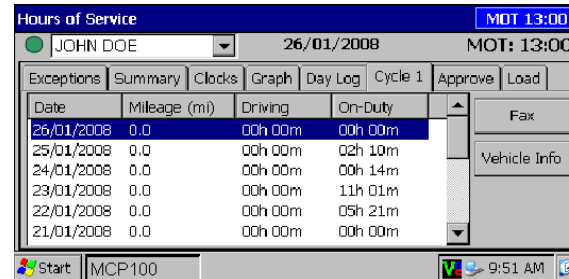 Hours of Service MOT 13:00
JOHN DOE 26/01/2008 MOT: 13:00
Exceptions Summary Clocks Graph Day Log Cycle 1 Approve Load
Date Mileage (mi) Driving On-Duty Fax
26/01/2008 0.0 00h 00m 00h 00m
25/01/2008 0.0 00h 00m 02h 10m
Vehicle Info
24/01/2008 0.0 00h 00m 00h 14m
23/01/2008 0.0 00h 00m 11h 01m
22/01/2008 0.0 00h 00m 05h 21m
21/01/2008 0.0 00h 00m 00h 00m
Start MCP100 9:51 AM